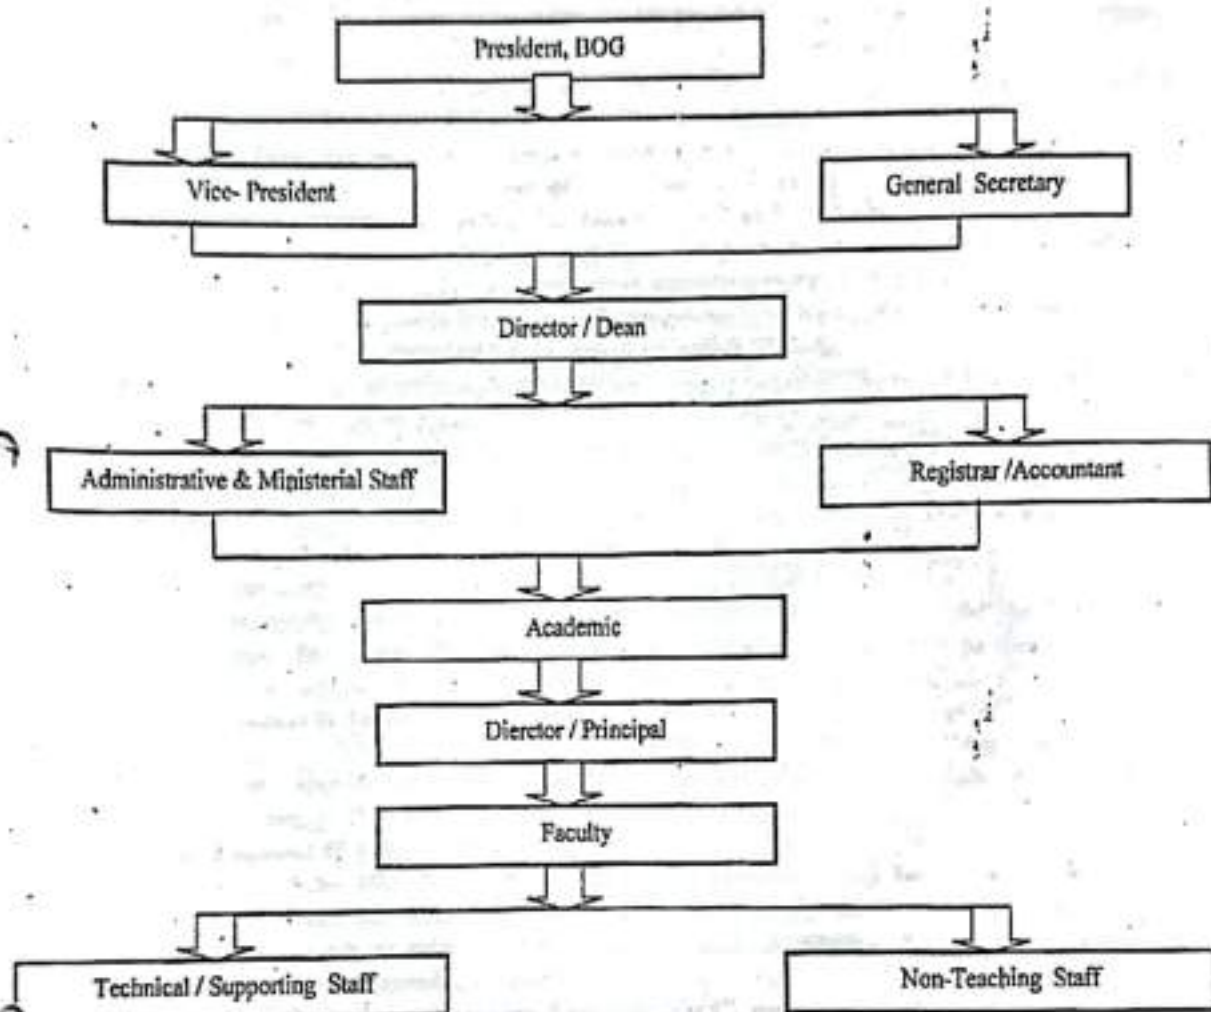 President, BOG
Vice- President
General Secretary
Director / Dean
Administrative & Ministerial Staff
Registrar /Accountant
Academic
Dierctor / Principal
Faculty
Technical / Supporting Staff
Non-Teaching Staff